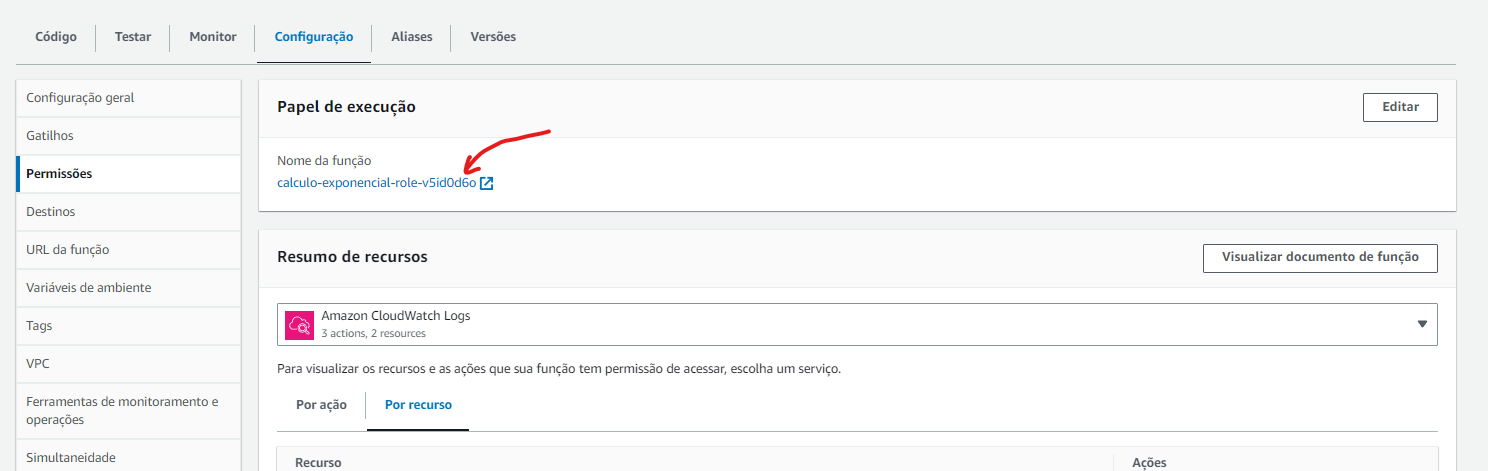 Código
Testar
Monitor
Configuração
Aliases
Versões
Configuração geral
Gatilhos
Permissões
Destinos
URL da função
Variáveis de ambiente
Tags
VPC
Ferramentas de monitoramento e
operações
Simultaneidade
Papel de execução
Editar
Nome da função
calculo-exponencial-role-v5id0d6o
Resumo de recursos
Visualizar documento de função
Amazon CloudWatch Logs
3 actions, 2 resources
Para visualizar os recursos e as ações que sua função tem permissão de acessar, escolha um serviço.
Por ação
Por recurso
Recurso
Ações